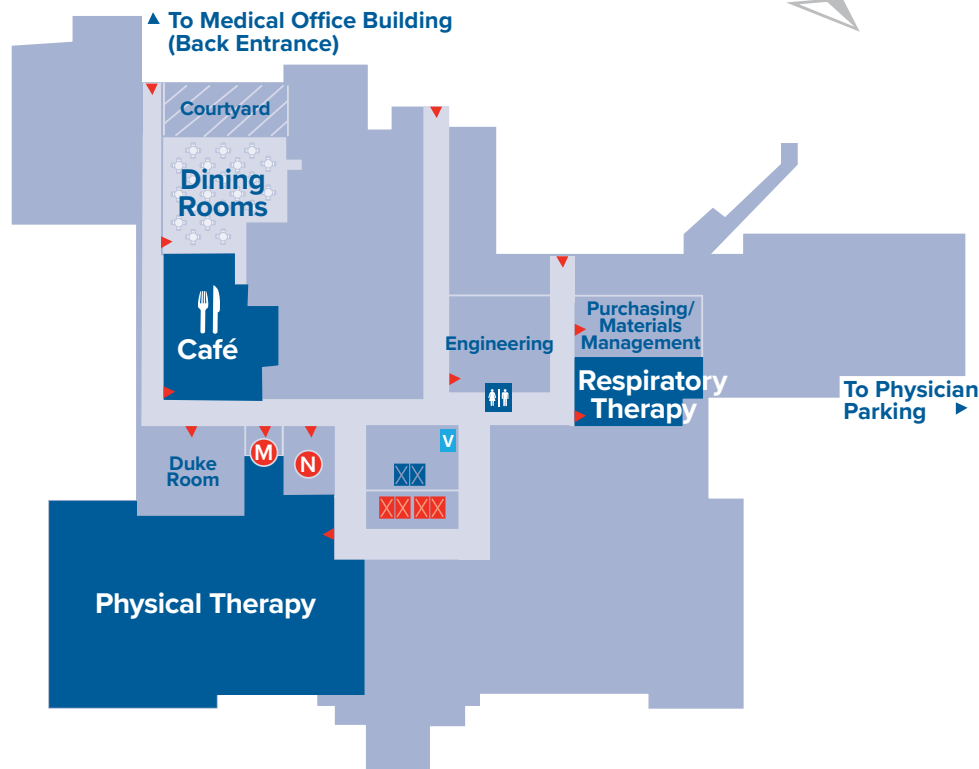 To Medical Office Building
(Back Entrance)
Courtyard
Dining
Rooms
Café
Engineering
Purchasing/
Materials
Management
Respiratory
Therapy
To Physician
Parking
V
Duke
Room
M
N
Physical Therapy